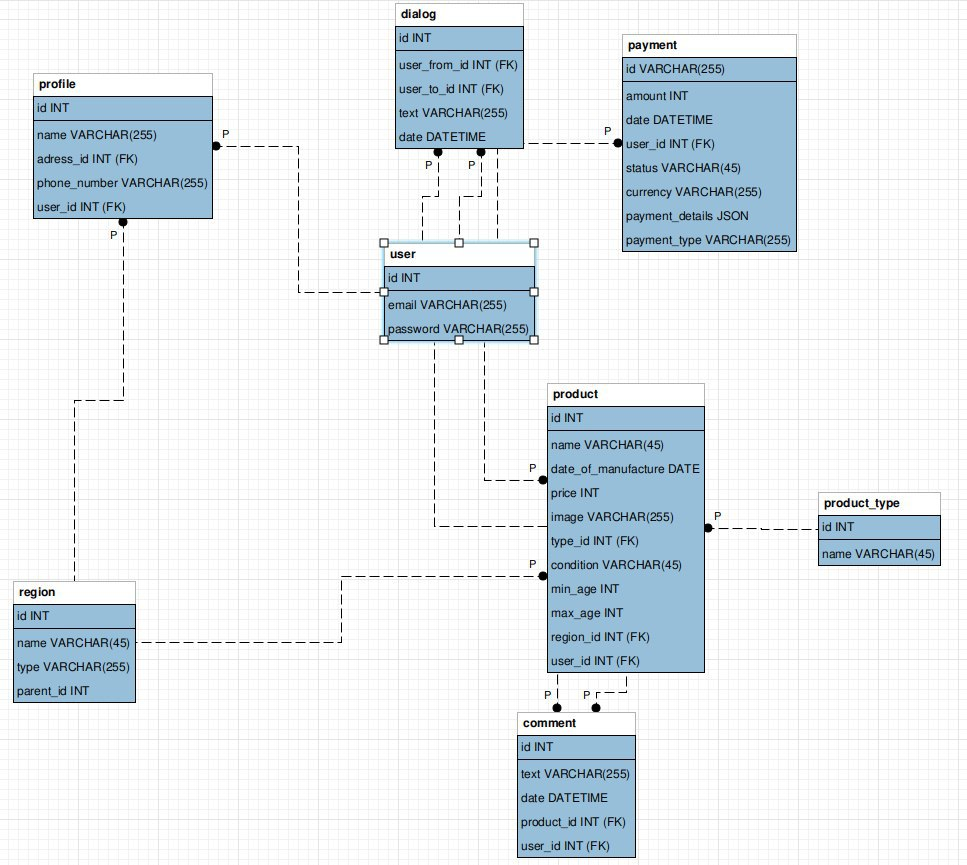 dialog
id INT
user_from_id INT (FK)
user_to_id INT (FK)
text VARCHAR(255)
date DATETIME
P
P
payment
id VARCHAR(255)
amount INT
date DATETIME
user_id INT (FK)
status VARCHAR(45)
currency VARCHAR(255)
payment_details JSON
payment_type VARCHAR(255)
P
profile
id INT
name VARCHAR(255)
adress_id INT (FK)
phone_number VARCHAR(255)
user_id INT (FK)
P
P
user
id INT
email VARCHAR(255)
password VARCHAR(255)
product
id INT
name VARCHAR(45)
date_of_manufacture DATE
price INT
image VARCHAR(255)
type_id INT (FK)
condition VARCHAR(45)
min_age INT
max_age INT
region_id INT (FK)
user_id INT (FK)
P
P
P
product_type
id INT
name VARCHAR(45)
region
id INT
name VARCHAR(45)
type VARCHAR(255)
parent_id INT
P
P
comment
id INT
text VARCHAR(255)
date DATETIME
product_id INT (FK)
user_id INT (FK)